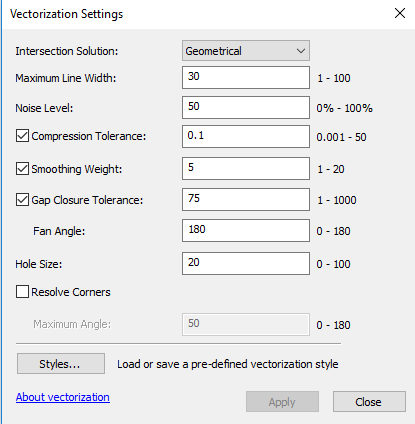 Vectorization Settings
Intersection Solution: Geometrical
Maximum Line Width: 30 1 - 100
Noise Level: 50 0% - 100%
Compression Tolerance: 0.1 0.001 - 50
Smoothing Weight: 5 1 - 20
Gap Closure Tolerance: 75 1 - 1000
Fan Angle: 180 0 - 180
Hole Size: 20 0 - 100
Resolve Corners
Maximum Angle: 50 0 - 180
Styles... Load or save a pre-defined vectorization style
About vectorization Apply Close